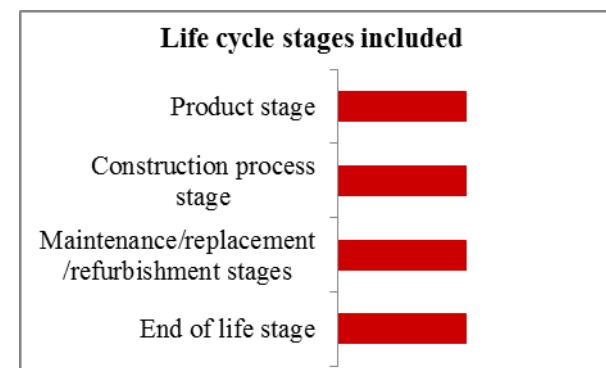 Life cycle stages included
Product stage
Construction process
stage
Maintenance/replacement
/refurbishment stages
End of life stage